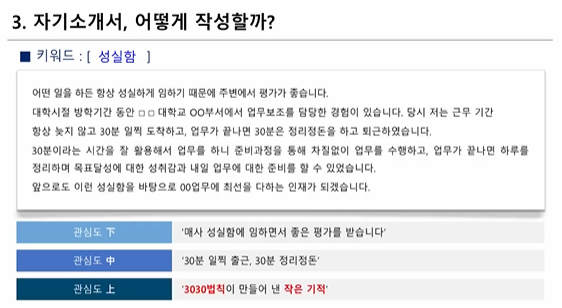 3. 자기소개서, 어떻게 작성할까?
■ 키워드 : [ 성실함 ]
어떤 일을 하든 항상 성실하게 임하기 때문에 주변에서 평가가 좋습니다.
대학시절 방학기간 동안 □ □ 대학교 OO부서에서 업무보조를 담당한 경험이 있습니다. 당시 저는 근무 기간
항상 늦지 않고 30분 일찍 도착하고, 업무가 끝나면 30분은 정리정돈을 하고 퇴근하였습니다.
30분이라는 시간을 잘 활용해서 업무를 하니 준비과정을 통해 차질없이 업무를 수행하고, 업무가 끝나면 하루를
정리하며 목표달성에 대한 성취감과 내일 업무에 대한 준비를 할 수 있었습니다.
앞으로도 이런 성실함을 바탕으로 00업무에 최선을 다하는 인재가 되겠습니다.
관심도 下 '매사 성실함에 임하면서 좋은 평가를 받습니다'
관심도 中 '30분 일찍 출근, 30분 정리정돈'
관심도 上 '3030법칙이 만들어 낸 작은 기적'